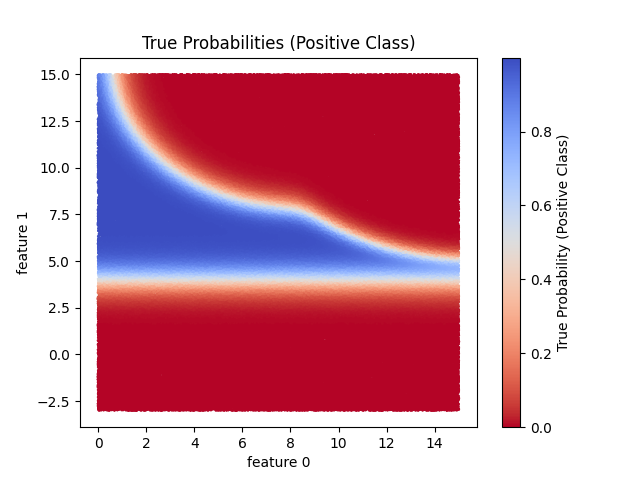 True Probabilities (Positive Class)
15.0
12.5
10.0
7.5
5.0
2.5
0.0
−2.5
feature 1
0 2 4 6 8 10 12 14
feature 0
0.8
0.6
0.4
0.2
0.0
True Probability (Positive Class)